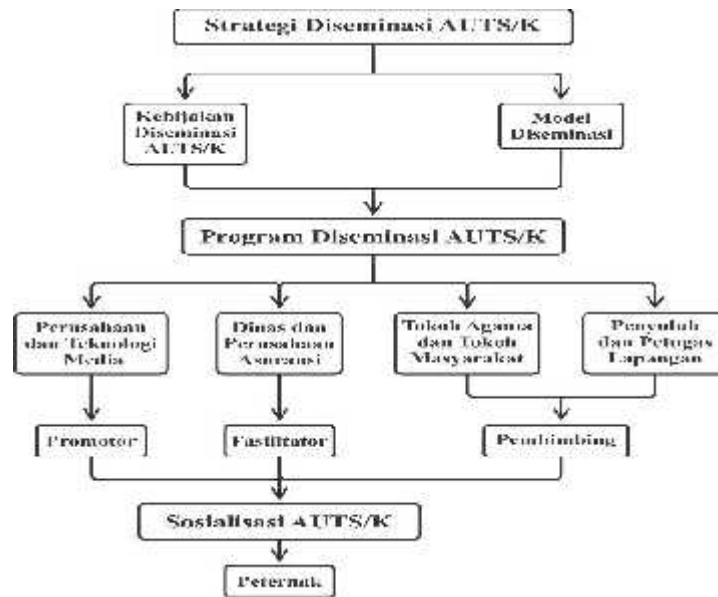 Strategi Diseminasi AUTS/K
Kebijakan
Diseminasi
AUTS/K
Model
Diseminasi
Program Diseminasi AUTS/K
Perusahaan
dan Teknologi
Media
Dinas dan
Perusahaan
Asuransi
Tokoh Agama
dan Tokoh
Masyarakat
Penyuluh
dan Petugas
Lapangan
Promotor
Fasilitator
Pembimbing
Sosialisasi AUTS/K
Peternak